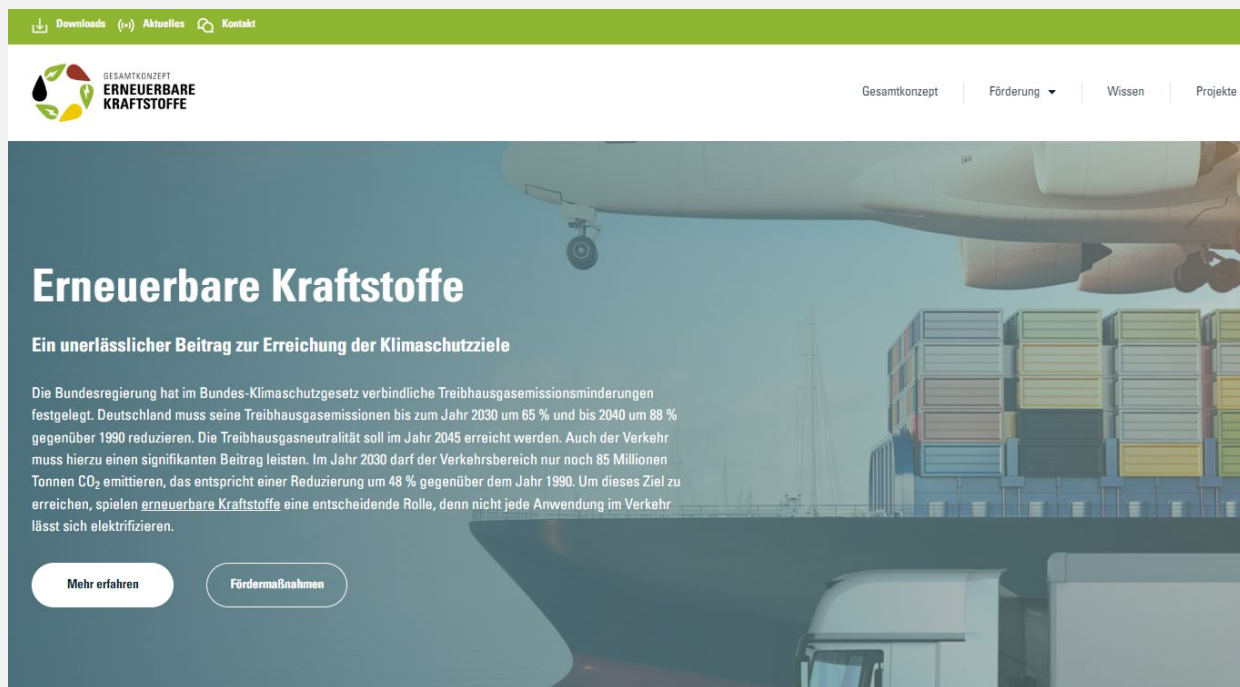 Downloads Aktuelles Kontakt
GESAMTKONZEPT
ERNEUERBARE
KRAFTSTOFFE
Gesamtkonzept Förderung Wissen Projekte
Erneuerbare Kraftstoffe
Ein unerlässlicher Beitrag zur Erreichung der Klimaschutzziele
Die Bundesregierung hat im Bundes-Klimaschutzgesetz verbindliche Treibhausgasemissionsminderungen
festgelegt. Deutschland muss seine Treibhausgasemissionen bis zum Jahr 2030 um 65 % und bis 2040 um 88 %
gegenüber 1990 reduzieren. Die Treibhausgasneutralität soll im Jahr 2045 erreicht werden. Auch der Verkehr
muss hierzu einen signifikanten Beitrag leisten. Im Jahr 2030 darf der Verkehrsbereich nur noch 85 Millionen
Tonnen CO₂ emittieren, das entspricht einer Reduzierung um 48 % gegenüber dem Jahr 1990. Um dieses Ziel zu
erreichen, spielen erneuerbare Kraftstoffe eine entscheidende Rolle, denn nicht jede Anwendung im Verkehr
lässt sich elektrifizieren.
Mehr erfahren Fördermaßnahmen